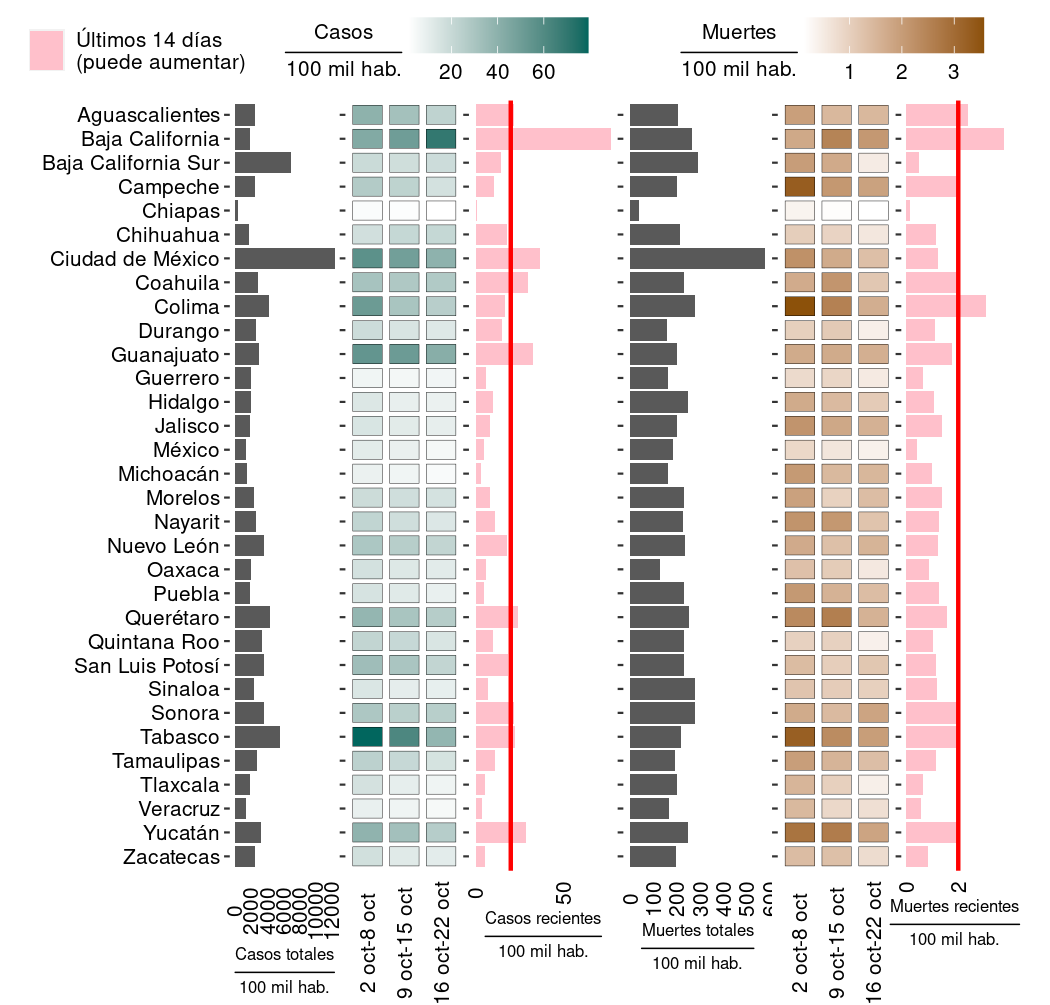 Últimos 14 días
(puede aumentar)
Casos
100 mil hab.
20 40 60
Muertes
100 mil hab.
1 2 3
Aguascalientes
Baja California
Baja California Sur
Campeche
Chiapas
Chihuahua
Ciudad de México
Coahuila
Colima
Durango
Guanajuato
Guerrero
Hidalgo
Jalisco
México
Michoacán
Morelos
Nayarit
Nuevo León
Oaxaca
Puebla
Querétaro
Quintana Roo
San Luis Potosí
Sinaloa
Sonora
Tabasco
Tamaulipas
Tlaxcala
Veracruz
Yucatán
Zacatecas
0 2000 4000 6000 8000 10000 12000
Casos totales
100 mil hab.
2 oct-8 oct
9 oct-15 oct
16 oct-22 oct
0 50
Casos recientes
100 mil hab.
0 100 200 300 400 500 600
Muertes totales
100 mil hab.
2 oct-8 oct
9 oct-15 oct
16 oct-22 oct
0 2
Muertes recientes
100 mil hab.